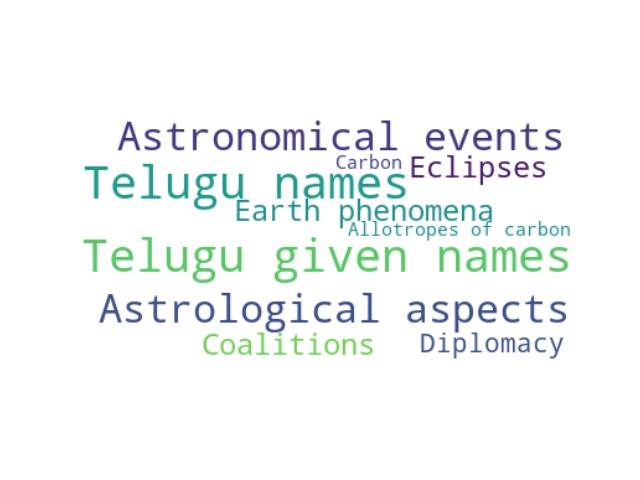 Astronomical events
Carbon
Eclipses
Telugu names
Earth phenomena
Allotropes of carbon
Telugu given names
Astrological aspects
Coalitions
Diplomacy